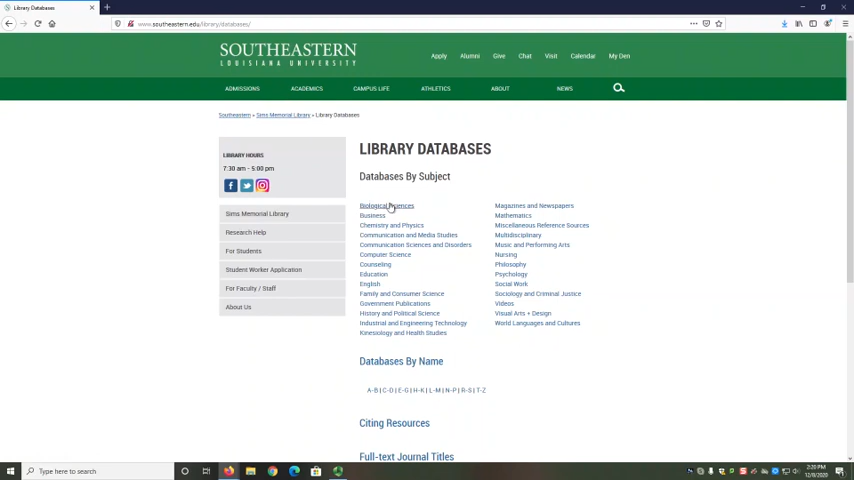 Library Databases
www.southeastern.edu/library/databases/
SOUTHEASTERN
LOUISIANA UNIVERSITY
Apply Alumni Give Chat Visit Calendar My Den
ADMISSIONS ACADEMICS CAMPUS LIFE ATHLETICS ABOUT NEWS
Southeastern » Sims Memorial Library » Library Databases
LIBRARY HOURS
7:30 am - 5:00 pm
Sims Memorial Library
Research Help
For Students
Student Worker Application
For Faculty / Staff
About Us
LIBRARY DATABASES
Databases By Subject
Biological Sciences
Business
Chemistry and Physics
Communication and Media Studies
Communication Sciences and Disorders
Computer Science
Counseling
Education
English
Family and Consumer Science
Government Publications
History and Political Science
Industrial and Engineering Technology
Kinesiology and Health Studies
Magazines and Newspapers
Mathematics
Miscellaneous Reference Sources
Multidisciplinary
Music and Performing Arts
Nursing
Philosophy
Psychology
Social Work
Sociology and Criminal Justice
Videos
Visual Arts + Design
World Languages and Cultures
Databases By Name
A-B | C-D | E-G | H-K | L-M | N-P | R-S | T-Z
Citing Resources
Full-text Journal Titles
Type here to search
2:20 PM
12/8/2020